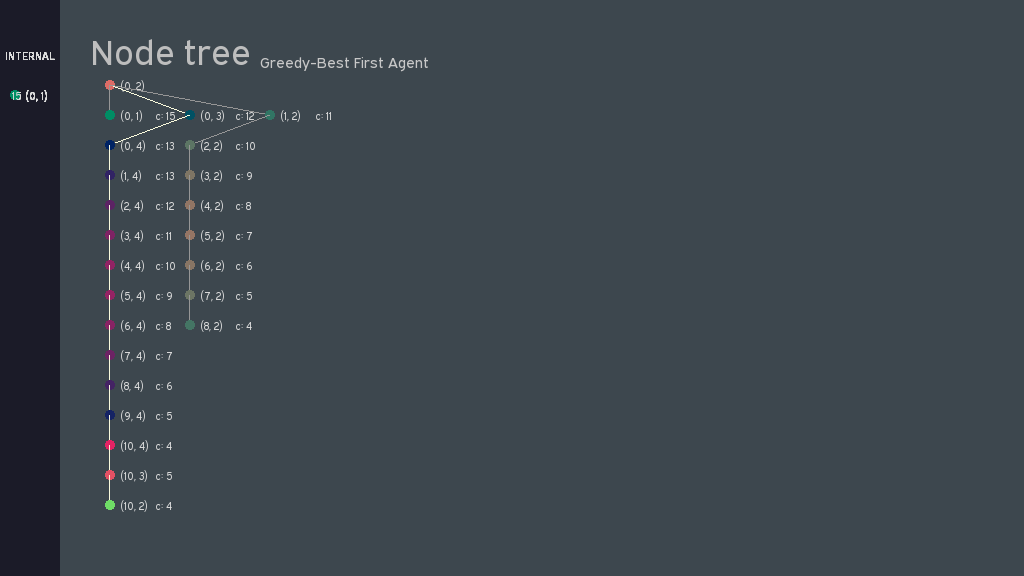 INTERNAL
15 (0, 1)
Node tree Greedy-Best First Agent
(0, 2)
(0, 1) c: 15 (0, 3) c: 12 (1, 2) c: 11
(0, 4) c: 13 (2, 2) c: 10
(1, 4) c: 13 (3, 2) c: 9
(2, 4) c: 12 (4, 2) c: 8
(3, 4) c: 11 (5, 2) c: 7
(4, 4) c: 10 (6, 2) c: 6
(5, 4) c: 9 (7, 2) c: 5
(6, 4) c: 8 (8, 2) c: 4
(7, 4) c: 7
(8, 4) c: 6
(9, 4) c: 5
(10, 4) c: 4
(10, 3) c: 5
(10, 2) c: 4